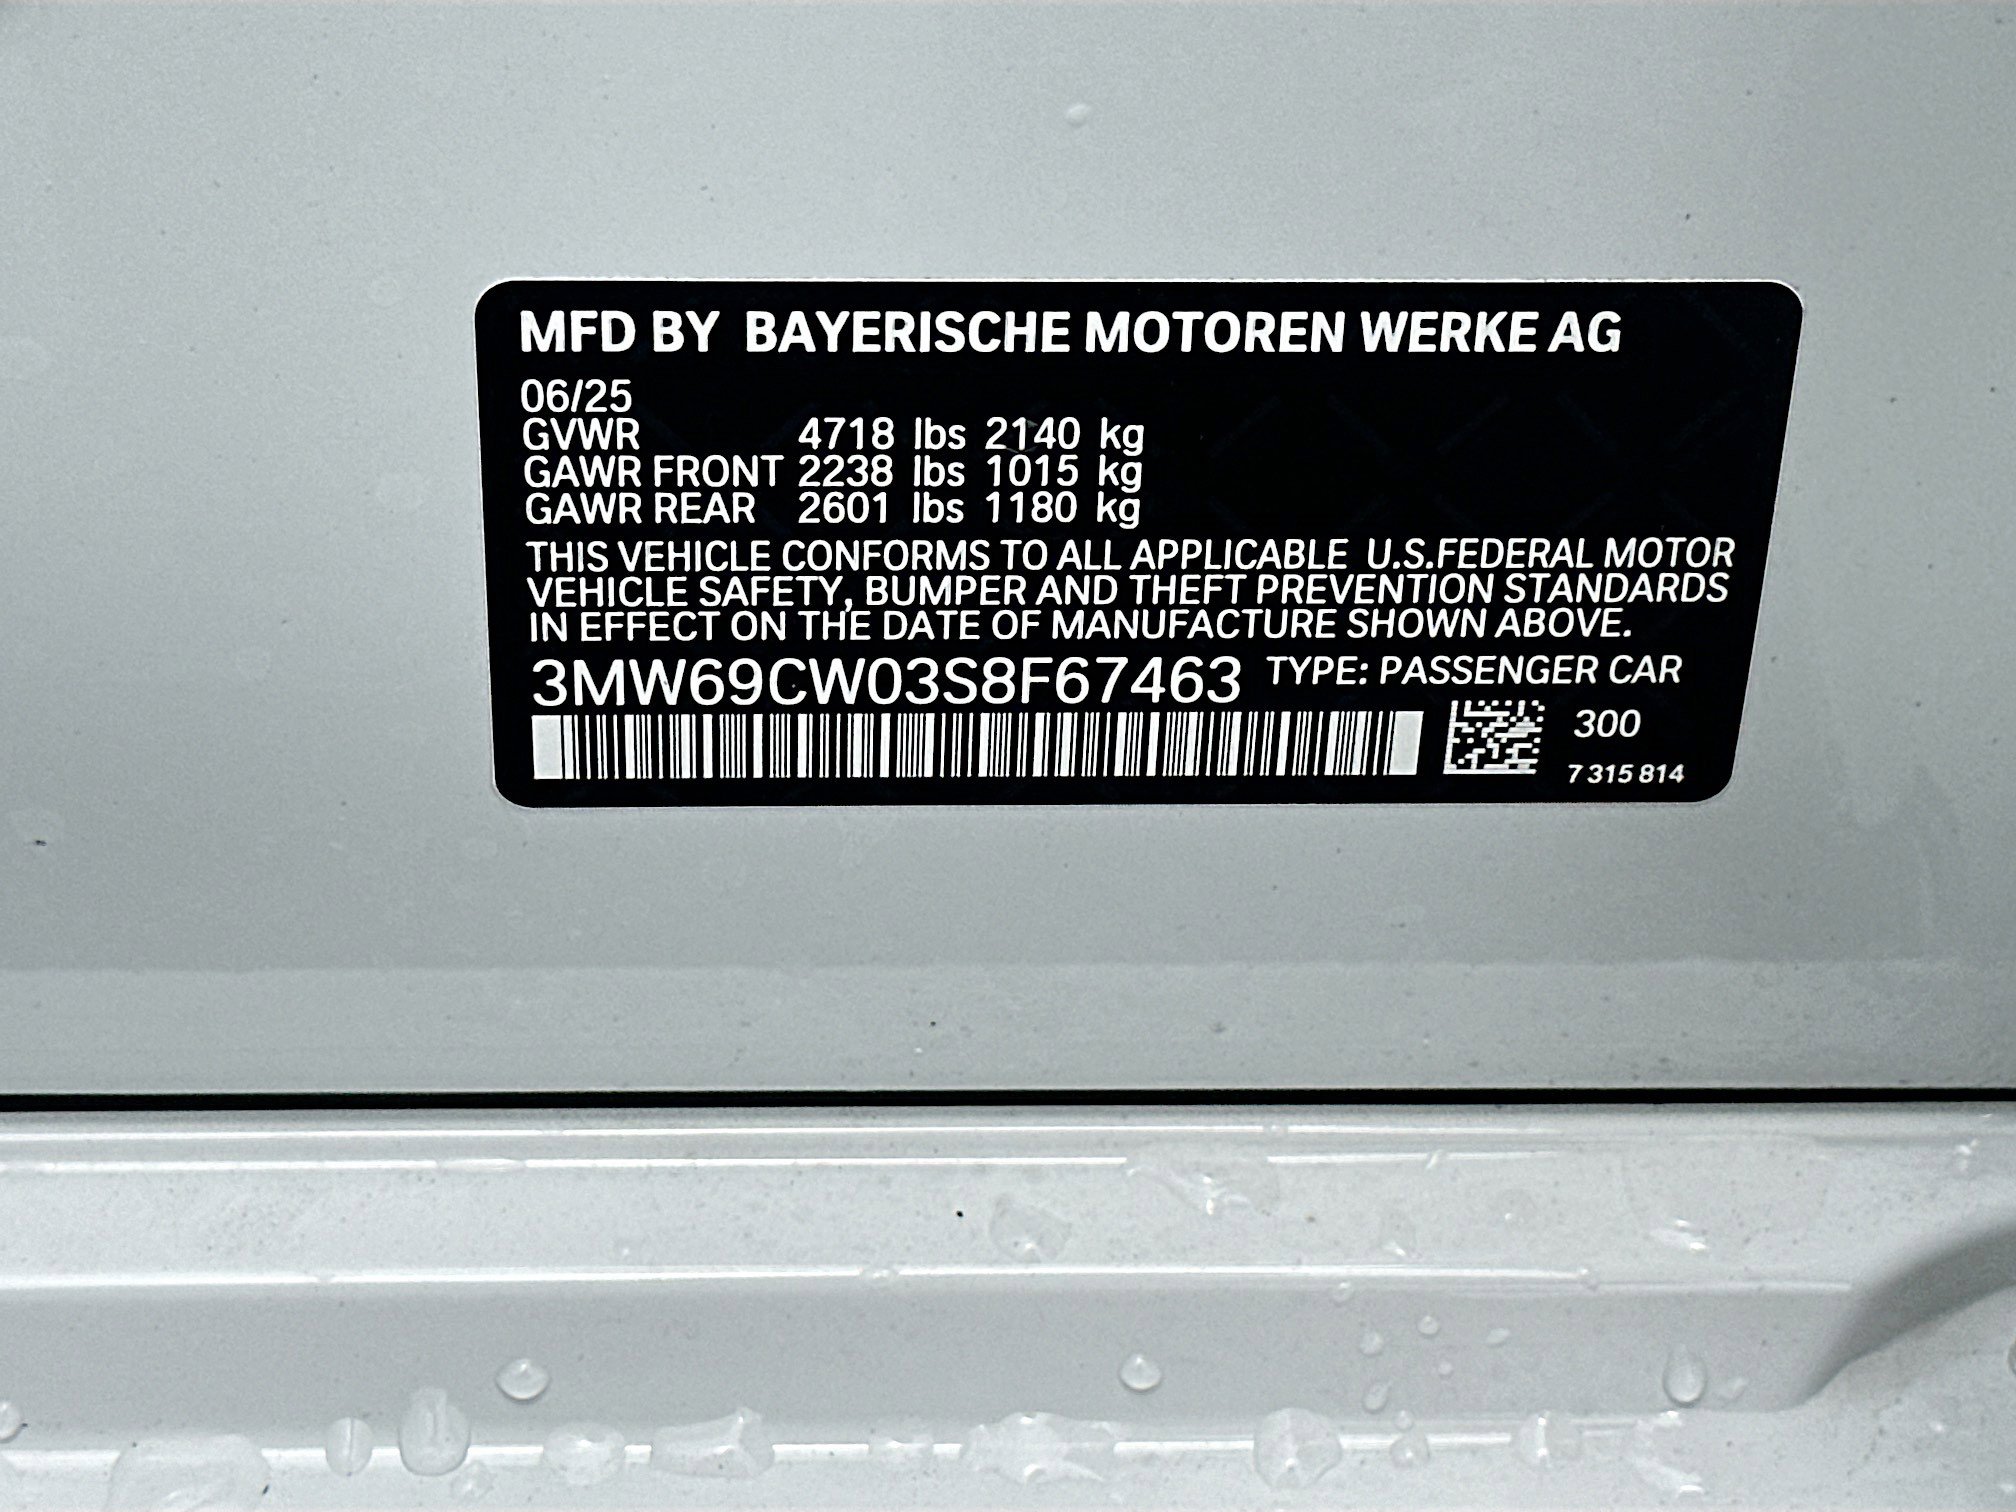 MFD BY BAYERISCHE MOTOREN WERKE AG
06/25
GVWR 4718 lbs 2140 kg
GAWR FRONT 2238 lbs 1015 kg
GAWR REAR 2601 lbs 1180 kg
THIS VEHICLE CONFORMS TO ALL APPLICABLE U.S.FEDERAL MOTOR
VEHICLE SAFETY, BUMPER AND THEFT PREVENTION STANDARDS
IN EFFECT ON THE DATE OF MANUFACTURE SHOWN ABOVE.
3MW69CW03S8F67463 TYPE: PASSENGER CAR
300
7 315 814